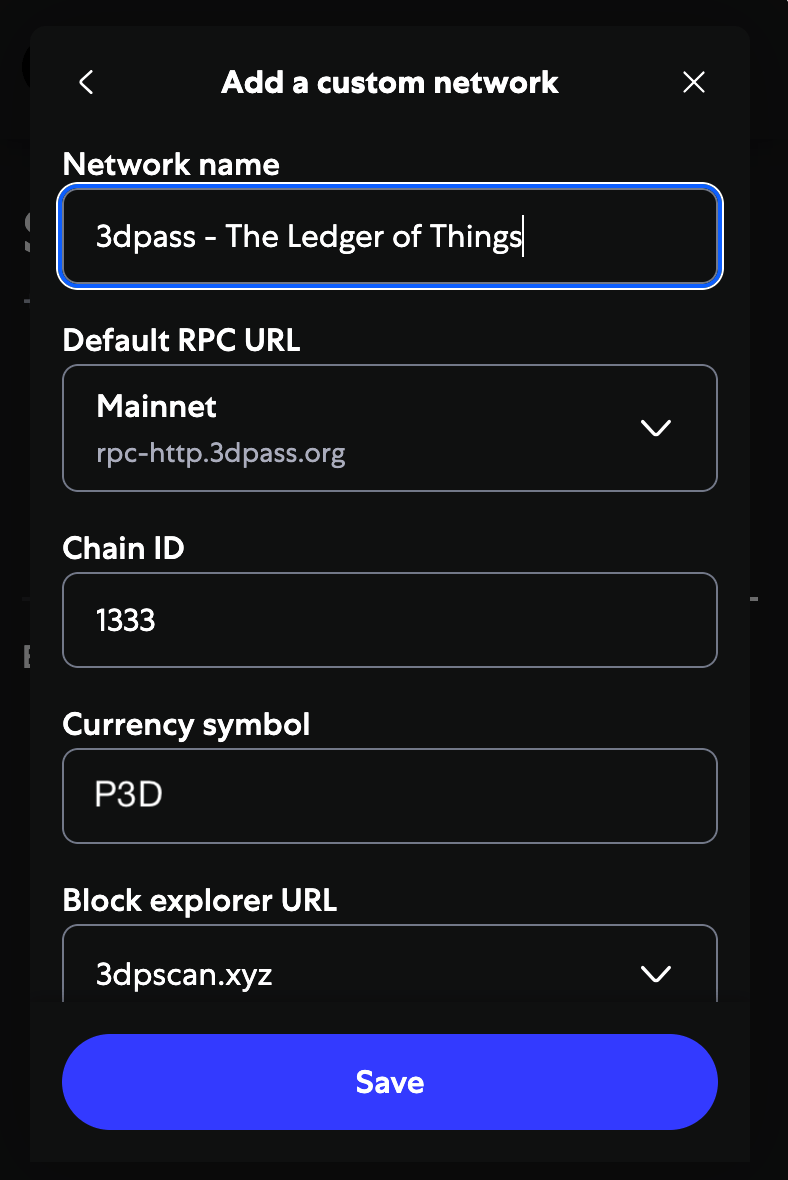 Add a custom network
Network name
3dpass - The Ledger of Things
Default RPC URL
Mainnet
rpc-http.3dpass.org
Chain ID
1333
Currency symbol
P3D
Block explorer URL
3dpscan.xyz
Save